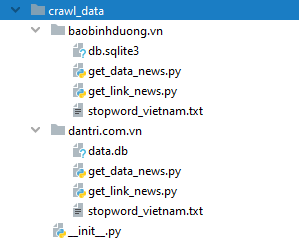 crawl_data
baobinhduong.vn
db.sqlite3
get_data_news.py
get_link_news.py
stopword_vietnam.txt
dantri.com.vn
data.db
get_data_news.py
get_link_news.py
stopword_vietnam.txt
__init__.py